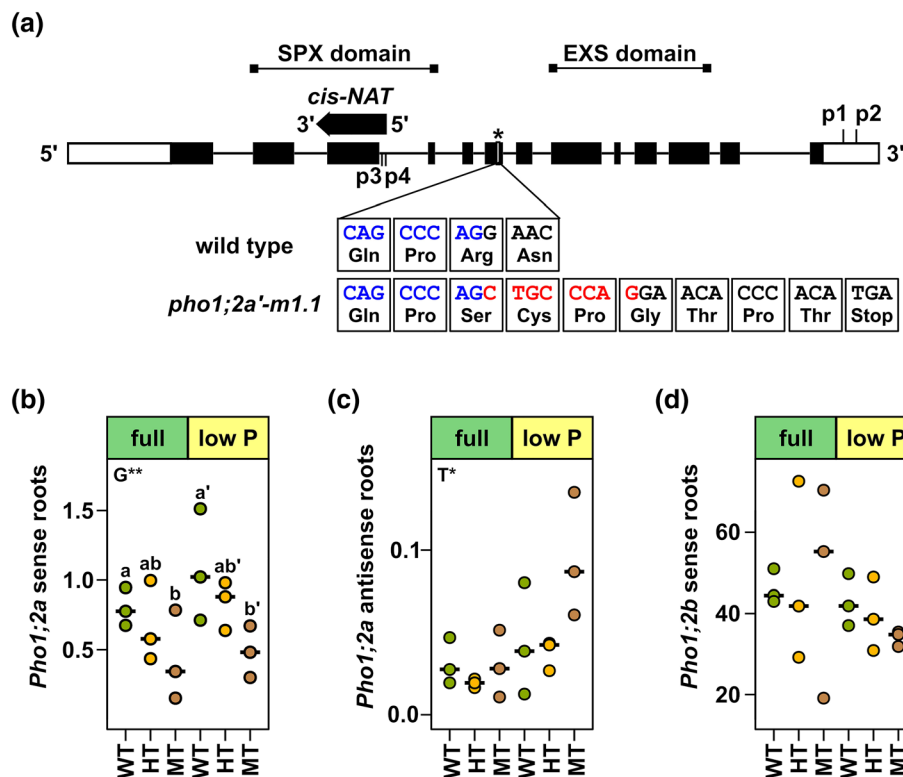 (a)
SPX domain EXS domain
cis-NAT
3' 5' * p1 p2
5' 3'
p3 p4
wild type
CAG CCC AGG AAC
Gln Pro Arg Asn
pho1;2a'-m1.1
CAG CCC AGC TGC CCA GGA ACA CCC ACA TGA
Gln Pro Ser Cys Pro Gly Thr Pro Thr Stop
(b)
full low P
G**
Pho1;2a sense roots
1.5
1.0
0.5
a ab b a' ab' b'
WT HT MT WT HT MT
(c)
full low P
T*
Pho1;2a antisense roots
0.1
0.0
WT HT MT WT HT MT
(d)
full low P
Pho1;2b sense roots
60
40
20
WT HT MT WT HT MT